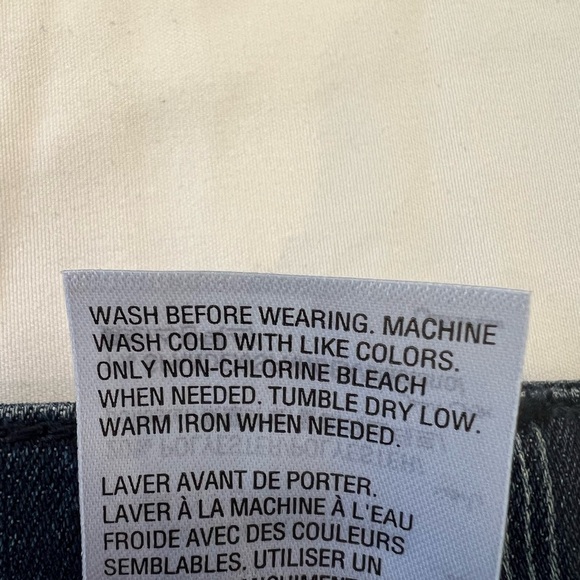 WASH BEFORE WEARING. MACHINE
WASH COLD WITH LIKE COLORS.
ONLY NON-CHLORINE BLEACH
WHEN NEEDED. TUMBLE DRY LOW.
WARM IRON WHEN NEEDED.
LAVER AVANT DE PORTER.
LAVER À LA MACHINE À L'EAU
FROIDE AVEC DES COULEURS
SEMBLABLES. UTILISER UN